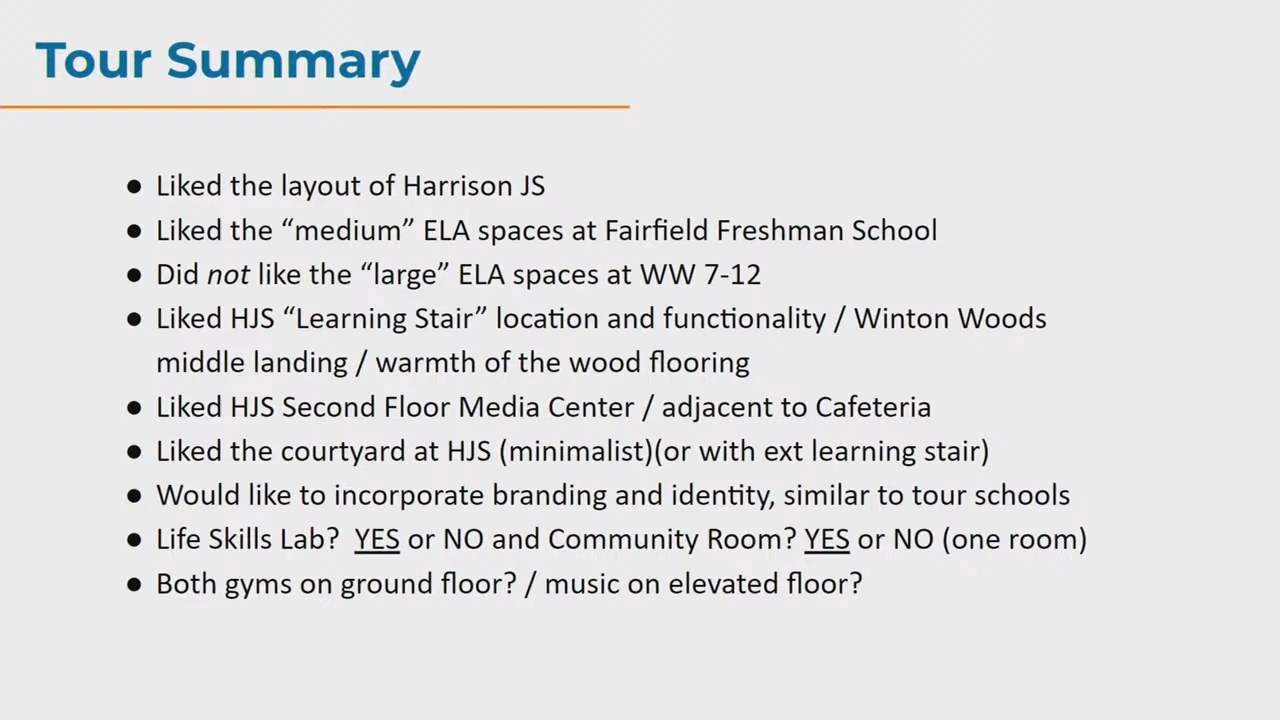 Tour Summary
● Liked the layout of Harrison JS
● Liked the “medium” ELA spaces at Fairfield Freshman School
● Did not like the “large” ELA spaces at WW 7-12
● Liked HJS “Learning Stair” location and functionality / Winton Woods
middle landing / warmth of the wood flooring
● Liked HJS Second Floor Media Center / adjacent to Cafeteria
● Liked the courtyard at HJS (minimalist)(or with ext learning stair)
● Would like to incorporate branding and identity, similar to tour schools
● Life Skills Lab?  YES or NO and Community Room? YES or NO (one room)
● Both gyms on ground floor? / music on elevated floor?